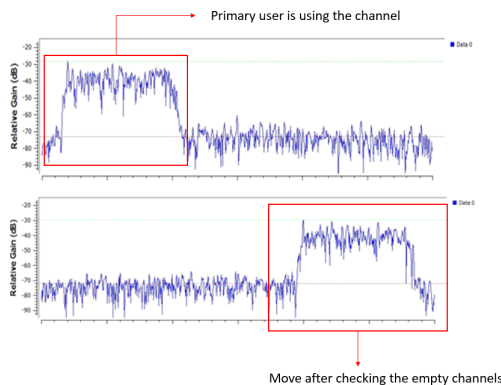 Primary user is using the channel
Data 0
Relative Gain (dB)
-20
-30
-40
-50
-60
-70
-80
-90
Data 0
Relative Gain (dB)
-20
-30
-40
-50
-60
-70
-80
-90
Move after checking the empty channels